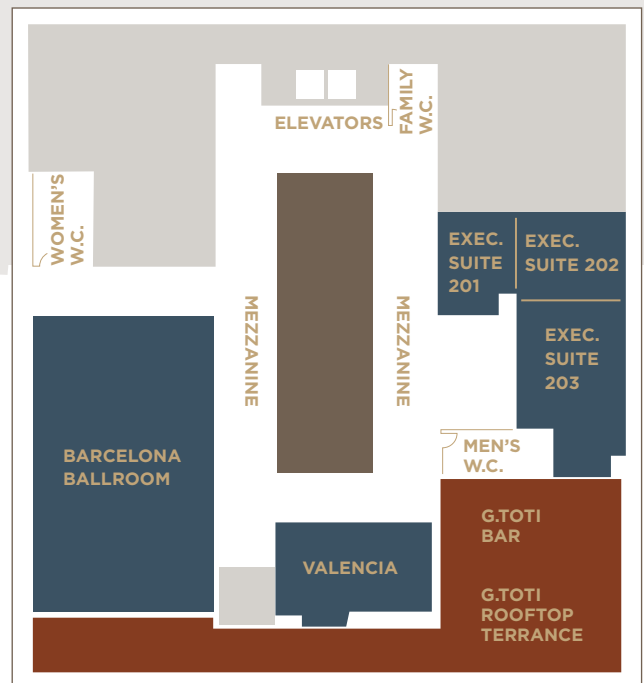 ELEVATORS
FAMILY
W.C.
WOMEN'S
W.C.
EXEC.
SUITE
201
EXEC.
SUITE 202
MEZZANINE
MEZZANINE
EXEC.
SUITE
203
BARCELONA
BALLROOM
MEN'S
W.C.
G.TOTI
BAR
VALENCIA
G.TOTI
ROOFTOP
TERRANCE